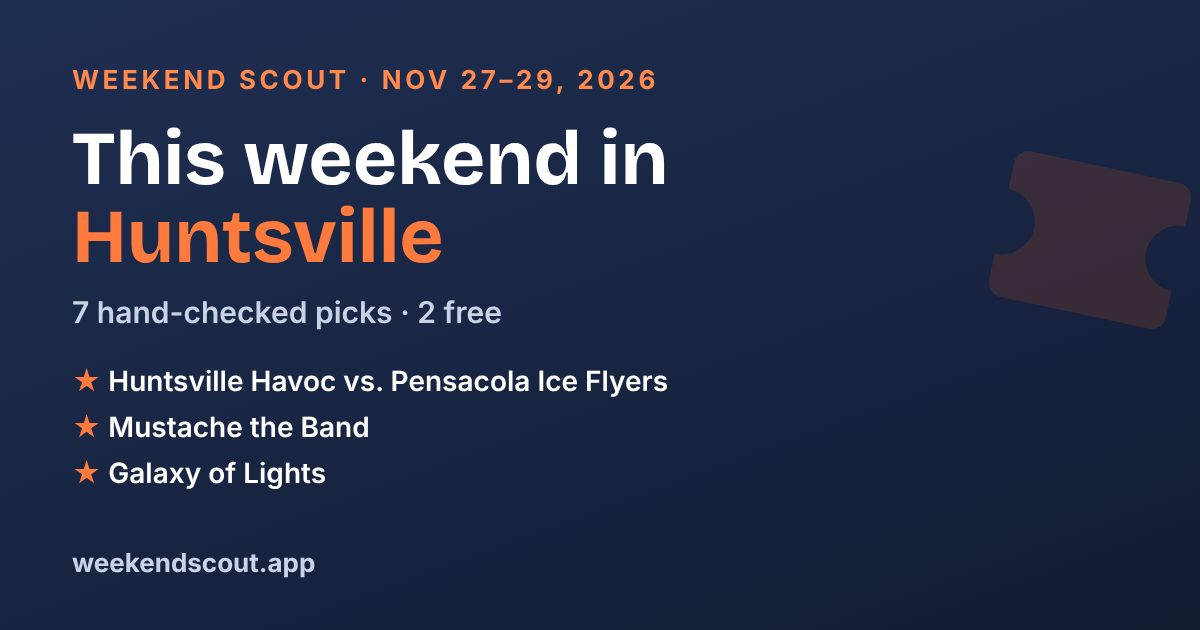 WEEKEND SCOUT · NOV 27–29, 2026
This weekend in
Huntsville
7 hand-checked picks · 2 free
★ Huntsville Havoc vs. Pensacola Ice Flyers
★ Mustache the Band
★ Galaxy of Lights
weekendscout.app